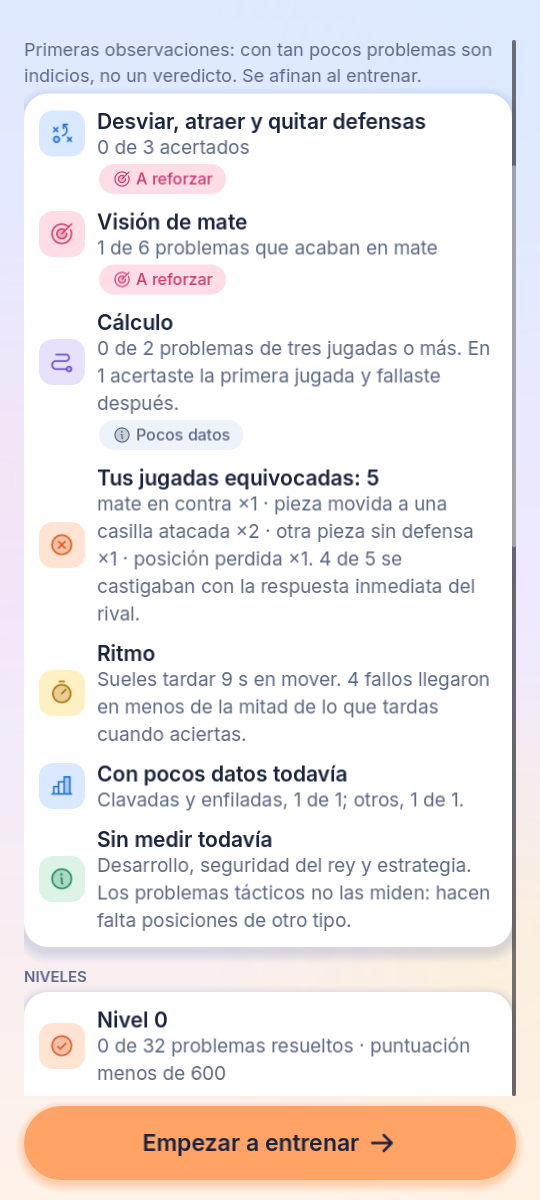 Primeras observaciones: con tan pocos problemas son
indicios, no un veredicto. Se afinan al entrenar.
Desviar, atraer y quitar defensas
0 de 3 acertados
A reforzar
Visión de mate
1 de 6 problemas que acaban en mate
A reforzar
Cálculo
0 de 2 problemas de tres jugadas o más. En
1 acertaste la primera jugada y fallaste
después.
Pocos datos
Tus jugadas equivocadas: 5
mate en contra ×1 · pieza movida a una
casilla atacada ×2 · otra pieza sin defensa
×1 · posición perdida ×1. 4 de 5 se
castigaban con la respuesta inmediata del
rival.
Ritmo
Sueles tardar 9 s en mover. 4 fallos llegaron
en menos de la mitad de lo que tardas
cuando aciertas.
Con pocos datos todavía
Clavadas y enfiladas, 1 de 1; otros, 1 de 1.
Sin medir todavía
Desarrollo, seguridad del rey y estrategia.
Los problemas tácticos no las miden: hacen
falta posiciones de otro tipo.
NIVELES
Nivel 0
0 de 32 problemas resueltos · puntuación
menos de 600
Empezar a entrenar →